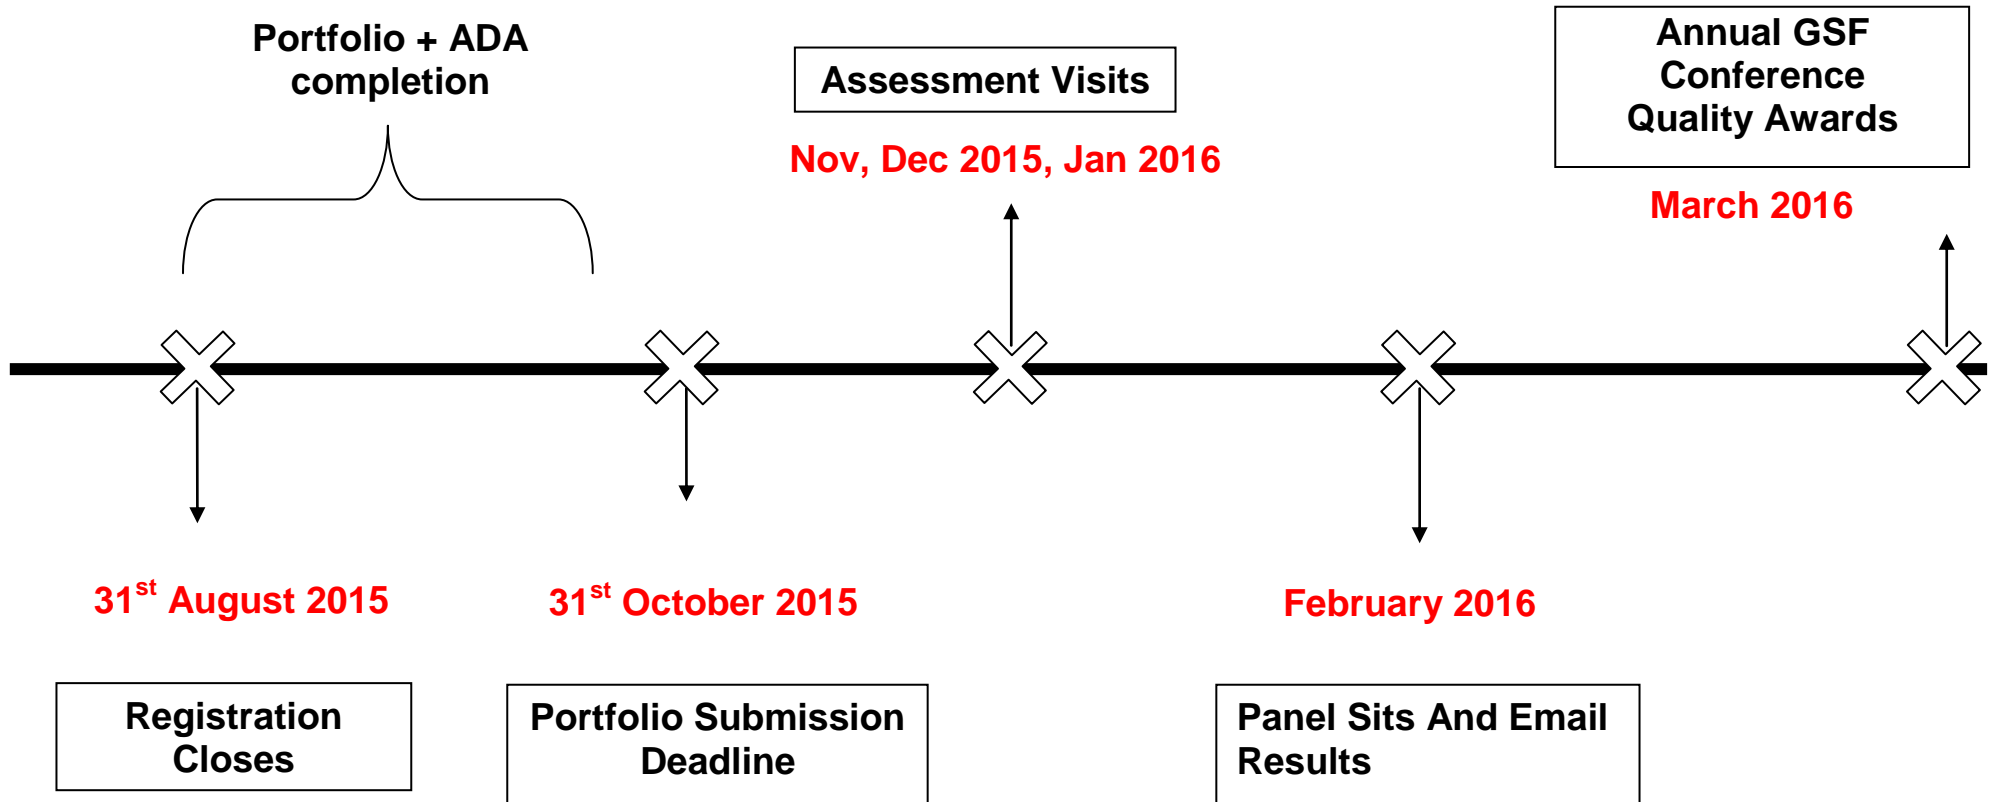 Portfolio + ADA
completion
Assessment Visits
Nov, Dec 2015, Jan 2016
Annual GSF
Conference
Quality Awards
March 2016
31st August 2015
31st October 2015
February 2016
Registration
Closes
Portfolio Submission
Deadline
Panel Sits And Email
Results